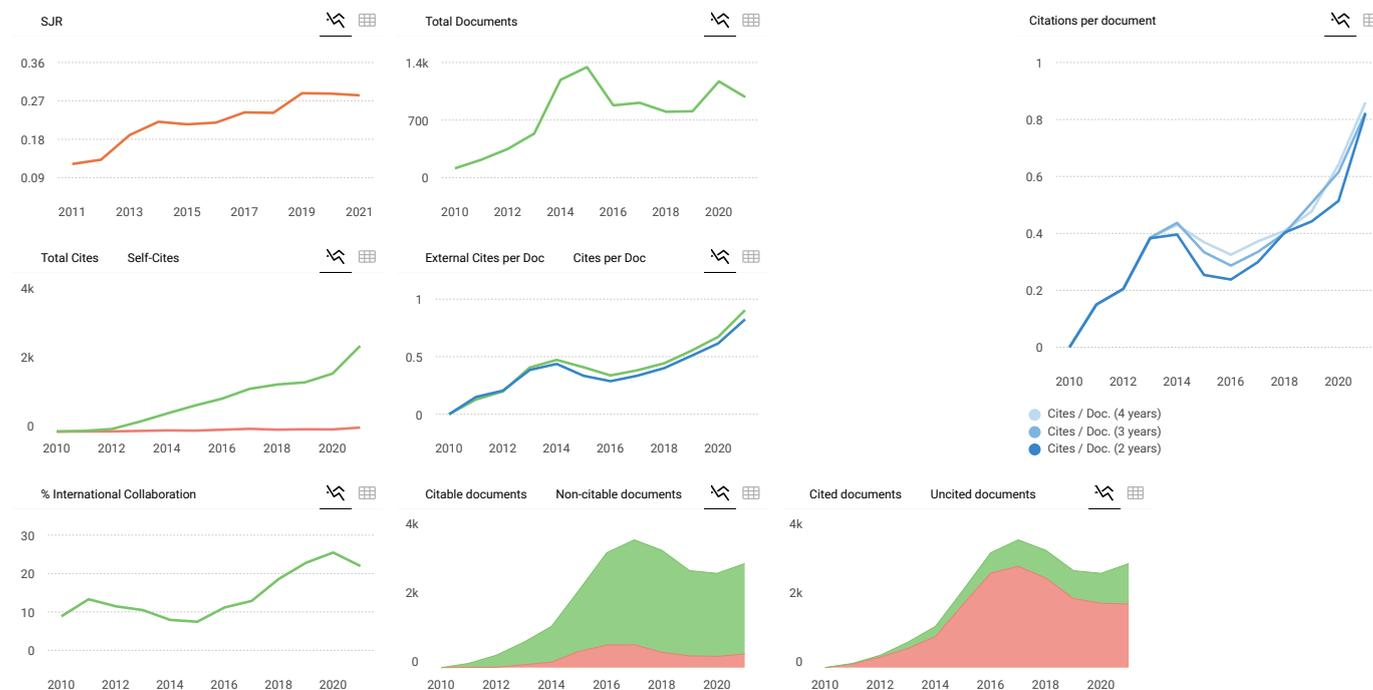 SJR
0.36
0.27
0.18
0.09
2011 2013 2015 2017 2019 2021
Total Documents
1.4k
700
0
2010 2012 2014 2016 2018 2020
Citations per document
1
0.8
0.6
0.4
0.2
0
2010 2012 2014 2016 2018 2020
Cites / Doc. (4 years)
Cites / Doc. (3 years)
Cites / Doc. (2 years)
Total Cites Self-Cites
4k
2k
0
2010 2012 2014 2016 2018 2020
External Cites per Doc Cites per Doc
1
0.5
0
2010 2012 2014 2016 2018 2020
% International Collaboration
30
20
10
0
2010 2012 2014 2016 2018 2020
Citable documents Non-citable documents
4k
2k
0
2010 2012 2014 2016 2018 2020
Cited documents Uncited documents
4k
2k
0
2010 2012 2014 2016 2018 2020